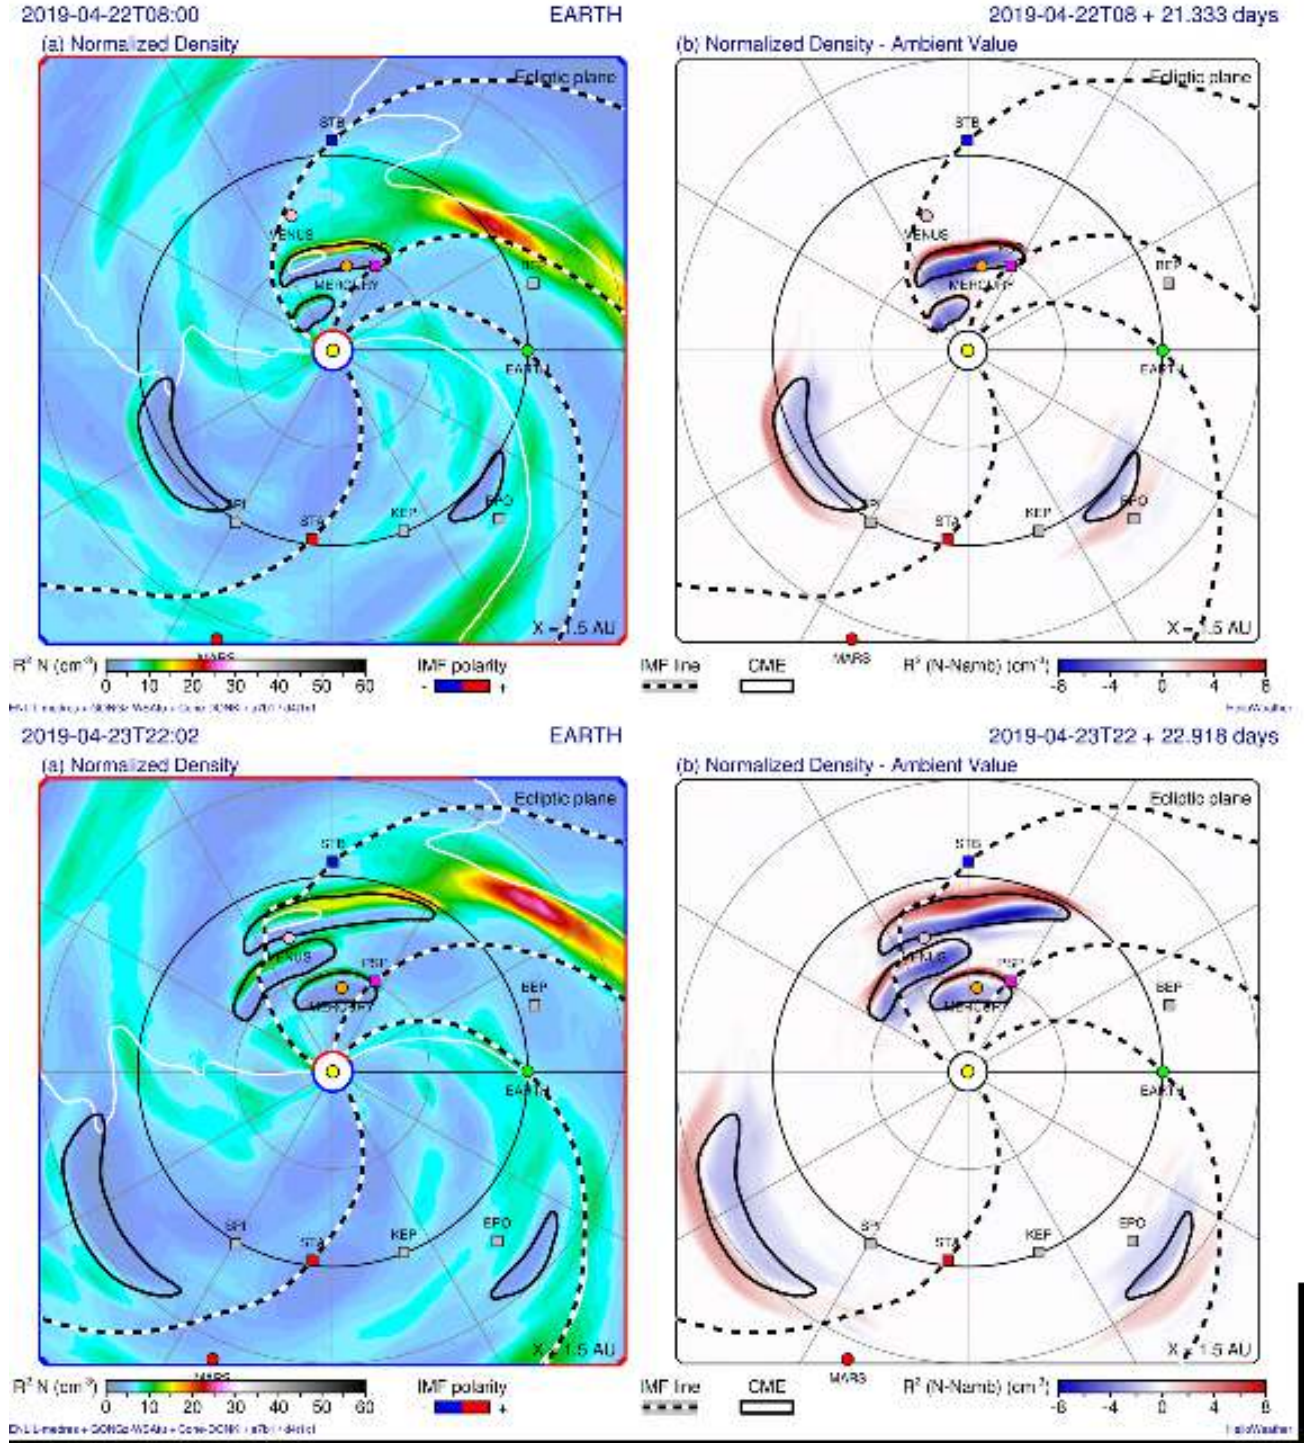 2019-04-22T08:00 EARTH 2019-04-22T08 + 21.333 days
(a) Normalized Density (b) Normalized Density - Ambient Value
Ecliptic plane Ecliptic plane
STB STB
VENUS VENUS
BEP BEP
MERCURY MERCURY
EARTH EARTH
SPI EPO SPI EPO
STA KEP STA KEP
X = 1.5 AU X = 1.5 AU
MARS MARS
R² N (cm⁻³) IMF polarity IMF line CME R² (N-Namb) (cm⁻³)
0 10 20 30 40 50 60 - + -8 -4 0 4 8
HelioWeather
2019-04-23T22:02 EARTH 2019-04-23T22 + 22.918 days
(a) Normalized Density (b) Normalized Density - Ambient Value
Ecliptic plane Ecliptic plane
STB STB
VENUS PSP VENUS PSP
BEP BEP
MERCURY MERCURY
EARTH EARTH
SPI EPO SPI EPO
STA KEP STA KEP
X = 1.5 AU X = 1.5 AU
MARS MARS
R² N (cm⁻³) IMF polarity IMF line CME R² (N-Namb) (cm⁻³)
0 10 20 30 40 50 60 - + -8 -4 0 4 8
HelioWeather